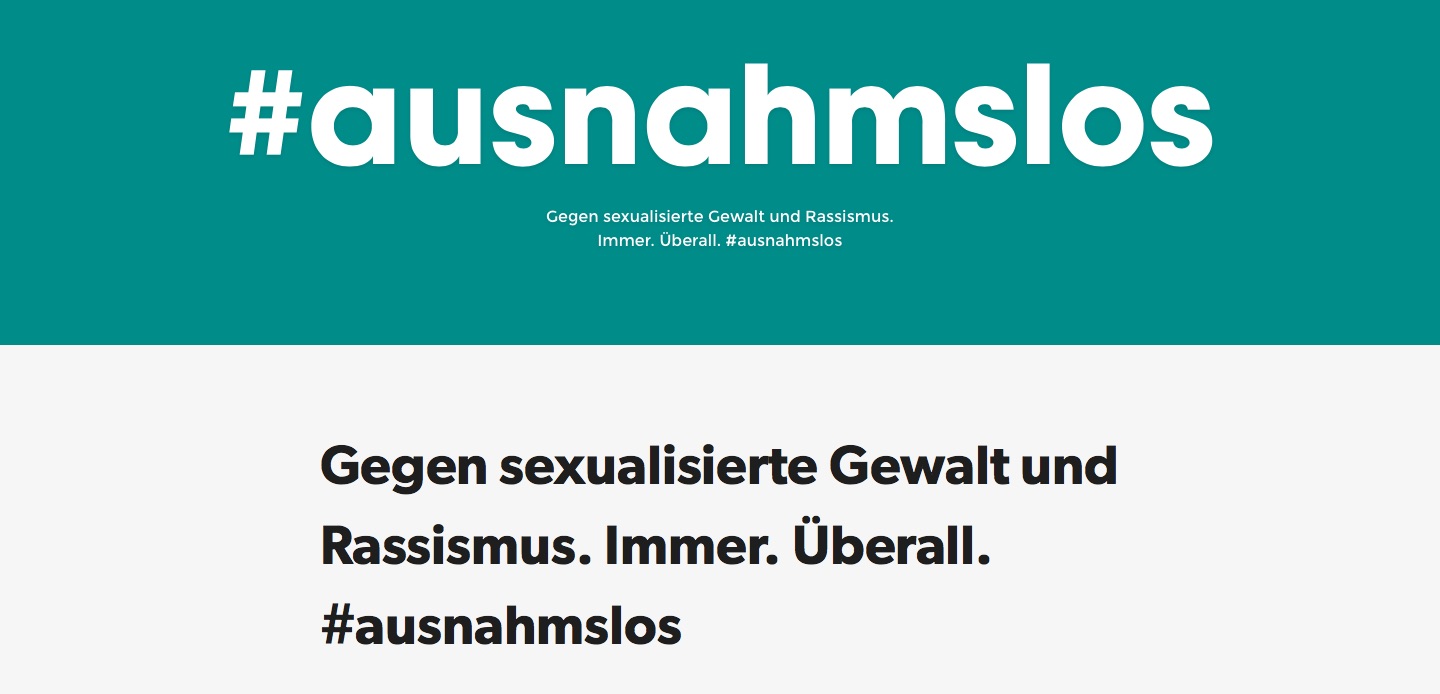 #ausnahmslos
Gegen sexualisierte Gewalt und Rassismus.
Immer. Überall. #ausnahmslos
Gegen sexualisierte Gewalt und
Rassismus. Immer. Überall.
#ausnahmslos